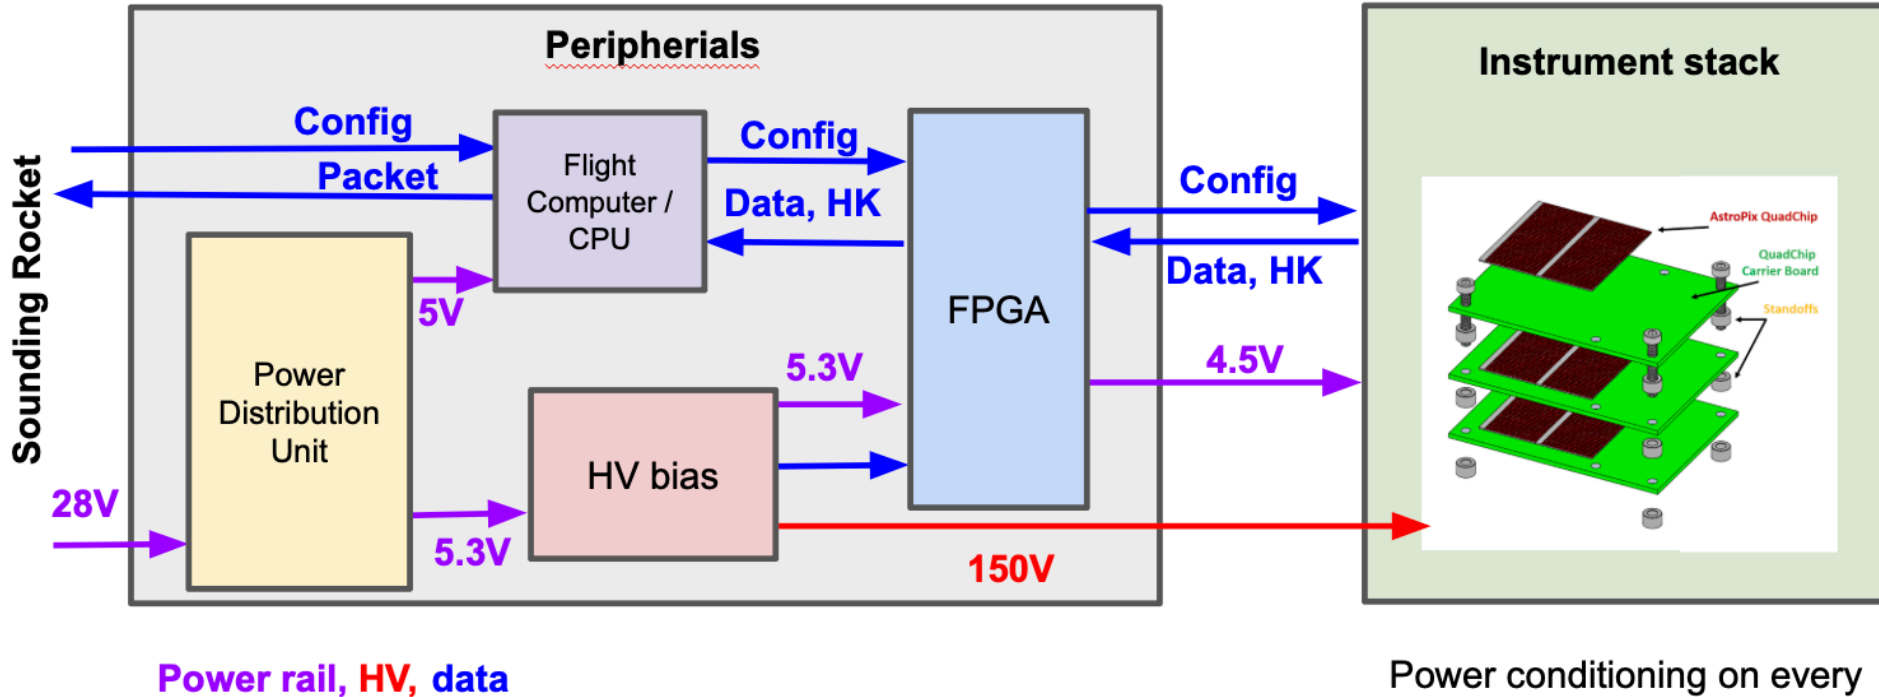 Peripherials
Instrument stack
Sounding Rocket
Config
Packet
Flight
Computer /
CPU
Config
Data, HK
FPGA
Config
Data, HK
AstroPix QuadChip
QuadChip
Carrier Board
Standoffs
5V
Power
Distribution
Unit
5.3V
4.5V
HV bias
28V
5.3V
150V
Power rail, HV, data
Power conditioning on every